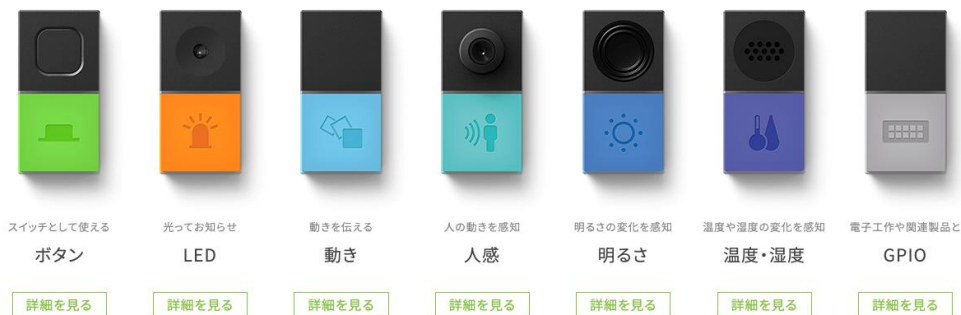 スイッチとして使える 光ってお知らせ 動きを伝える 人の動きを感知 明るさの変化を感知 温度や湿度の変化を感知 電子工作や関連製品と
ボタン LED 動き 人感 明るさ 温度・湿度 GPIO
詳細を見る 詳細を見る 詳細を見る 詳細を見る 詳細を見る 詳細を見る 詳細を見る